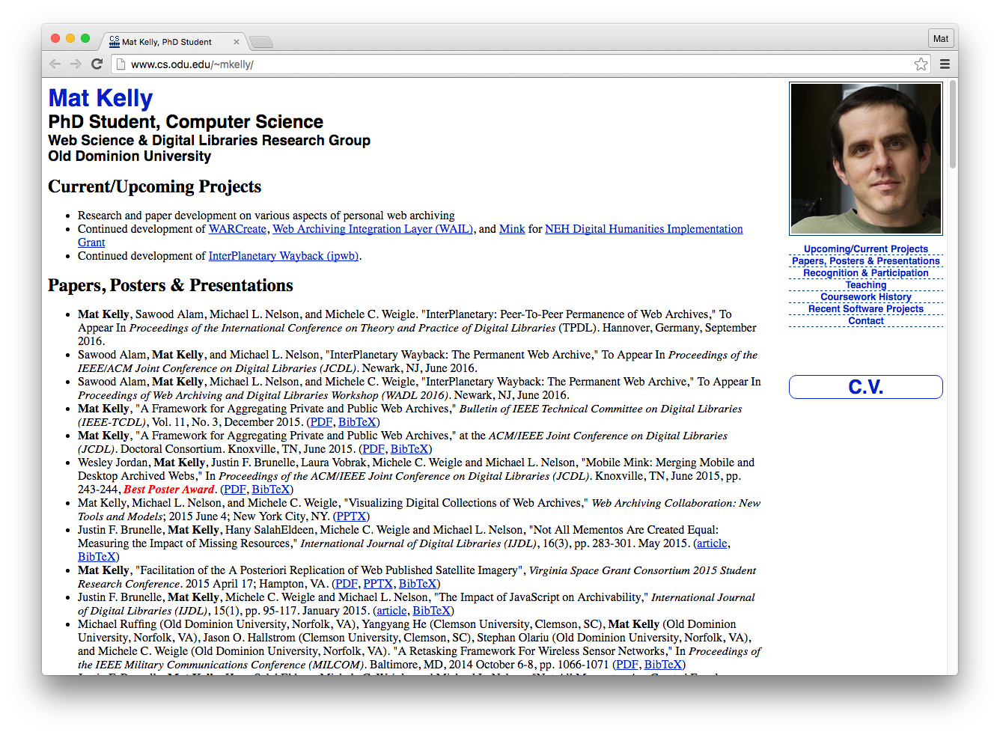 Mat Kelly, PhD Student
Mat
www.cs.odu.edu/~mkelly/
Mat Kelly
PhD Student, Computer Science
Web Science & Digital Libraries Research Group
Old Dominion University
Current/Upcoming Projects
• Research and paper development on various aspects of personal web archiving
• Continued development of WARCreate, Web Archiving Integration Layer (WAIL), and Mink for NEH Digital Humanities Implementation
Grant
• Continued development of InterPlanetary Wayback (ipwb).
Papers, Posters & Presentations
• Mat Kelly, Sawood Alam, Michael L. Nelson, and Michele C. Weigle. "InterPlanetary: Peer-To-Peer Permanence of Web Archives," To
Appear In Proceedings of the International Conference on Theory and Practice of Digital Libraries (TPDL). Hannover, Germany, September
2016.
• Sawood Alam, Mat Kelly, and Michael L. Nelson, "InterPlanetary Wayback: The Permanent Web Archive," To Appear In Proceedings of the
IEEE/ACM Joint Conference on Digital Libraries (JCDL). Newark, NJ, June 2016.
• Sawood Alam, Mat Kelly, Michael L. Nelson, and Michele C. Weigle, "InterPlanetary Wayback: The Permanent Web Archive," To Appear In
Proceedings of Web Archiving and Digital Libraries Workshop (WADL 2016). Newark, NJ, June 2016.
• Mat Kelly, "A Framework for Aggregating Private and Public Web Archives," Bulletin of IEEE Technical Committee on Digital Libraries
(IEEE-TCDL), Vol. 11, No. 3, December 2015. (PDF, BibTeX)
• Mat Kelly, "A Framework for Aggregating Private and Public Web Archives," at the ACM/IEEE Joint Conference on Digital Libraries
(JCDL). Doctoral Consortium. Knoxville, TN, June 2015. (PDF, BibTeX)
• Wesley Jordan, Mat Kelly, Justin F. Brunelle, Laura Vobrak, Michele C. Weigle and Michael L. Nelson, "Mobile Mink: Merging Mobile and
Desktop Archived Webs," In Proceedings of the ACM/IEEE Joint Conference on Digital Libraries (JCDL). Knoxville, TN, June 2015, pp.
243-244, Best Poster Award. (PDF, BibTeX)
• Mat Kelly, Michael L. Nelson, and Michele C. Weigle, "Visualizing Digital Collections of Web Archives," Web Archiving Collaboration: New
Tools and Models; 2015 June 4; New York City, NY. (PPTX)
• Justin F. Brunelle, Mat Kelly, Hany SalahEldeen, Michele C. Weigle and Michael L. Nelson, "Not All Mementos Are Created Equal:
Measuring the Impact of Missing Resources," International Journal of Digital Libraries (IJDL), 16(3), pp. 283-301. May 2015. (article,
BibTeX)
• Mat Kelly, "Facilitation of the A Posteriori Replication of Web Published Satellite Imagery", Virginia Space Grant Consortium 2015 Student
Research Conference. 2015 April 17; Hampton, VA. (PDF, PPTX, BibTeX)
• Justin F. Brunelle, Mat Kelly, Michele C. Weigle and Michael L. Nelson, "The Impact of JavaScript on Archivability," International Journal
of Digital Libraries (IJDL), 15(1), pp. 95-117. January 2015. (article, BibTeX)
• Michael Ruffing (Old Dominion University, Norfolk, VA), Yangyang He (Clemson University, Clemson, SC), Mat Kelly (Old Dominion
University, Norfolk, VA), Jason O. Hallstrom (Clemson University, Clemson, SC), Stephan Olariu (Old Dominion University, Norfolk, VA),
and Michele C. Weigle (Old Dominion University, Norfolk, VA). "A Retasking Framework For Wireless Sensor Networks," In Proceedings of
the IEEE Military Communications Conference (MILCOM). Baltimore, MD, 2014 October 6-8, pp. 1066-1071 (PDF, BibTeX)
Upcoming/Current Projects
Papers, Posters & Presentations
Recognition & Participation
Teaching
Coursework History
Recent Software Projects
Contact
C.V.